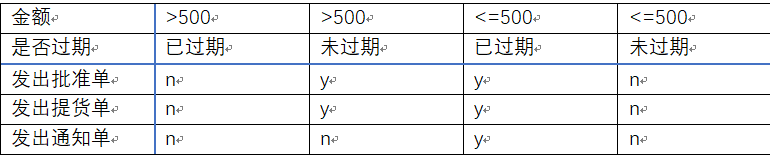 金额 >500 >500 <=500 <=500
是否过期 已过期 未过期 已过期 未过期
发出批准单 n y y n
发出提货单 n y y n
发出通知单 n n y n